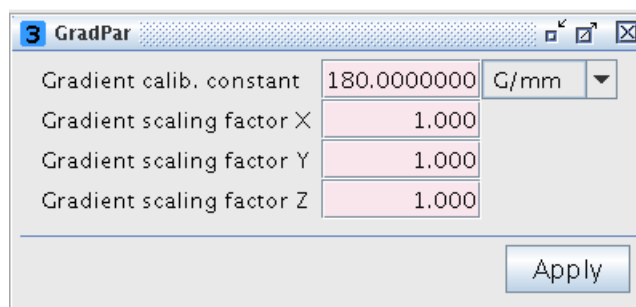 3 GradPar
Gradient calib. constant 180.0000000 G/mm
Gradient scaling factor X 1.000
Gradient scaling factor Y 1.000
Gradient scaling factor Z 1.000
Apply